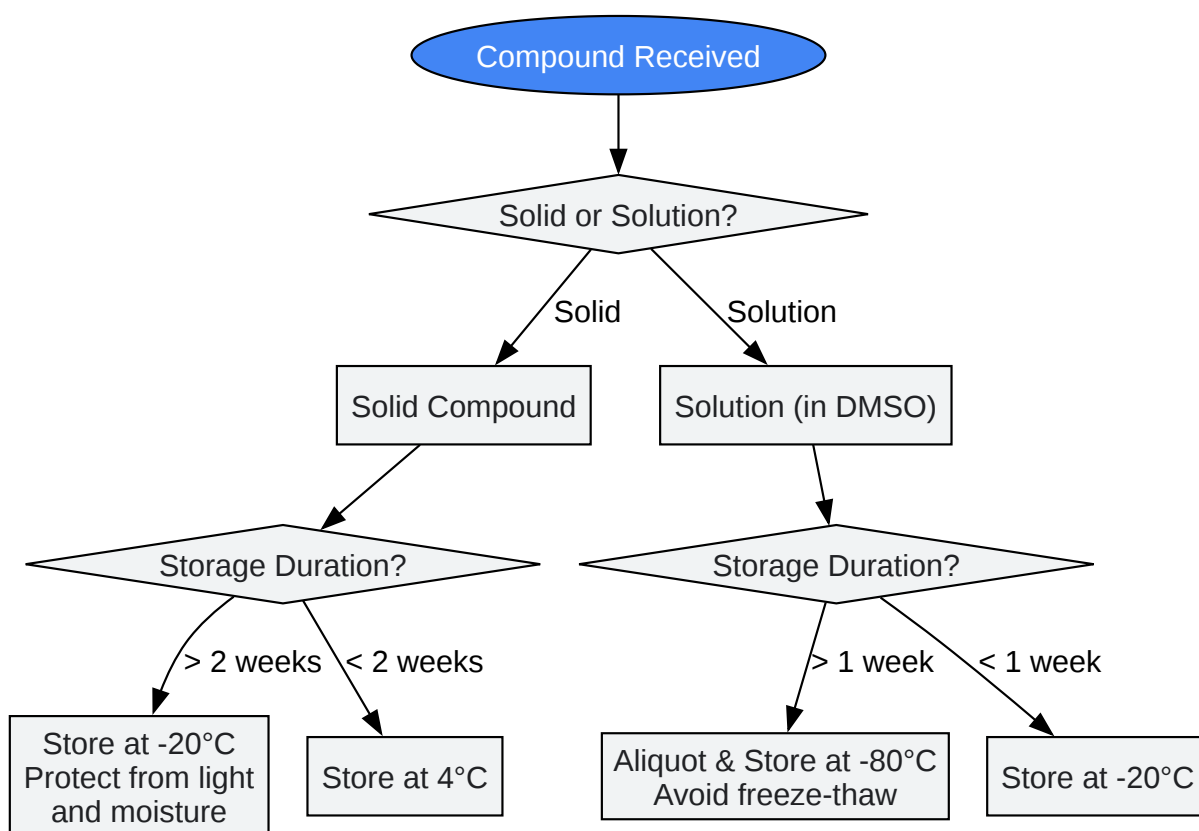 Compound Received
Solid or Solution?
Solid
Solution
Solid Compound
Solution (in DMSO)
Storage Duration?
Storage Duration?
> 2 weeks
< 2 weeks
> 1 week
< 1 week
Store at -20°C
Protect from light
and moisture
Store at 4°C
Aliquot & Store at -80°C
Avoid freeze-thaw
Store at -20°C